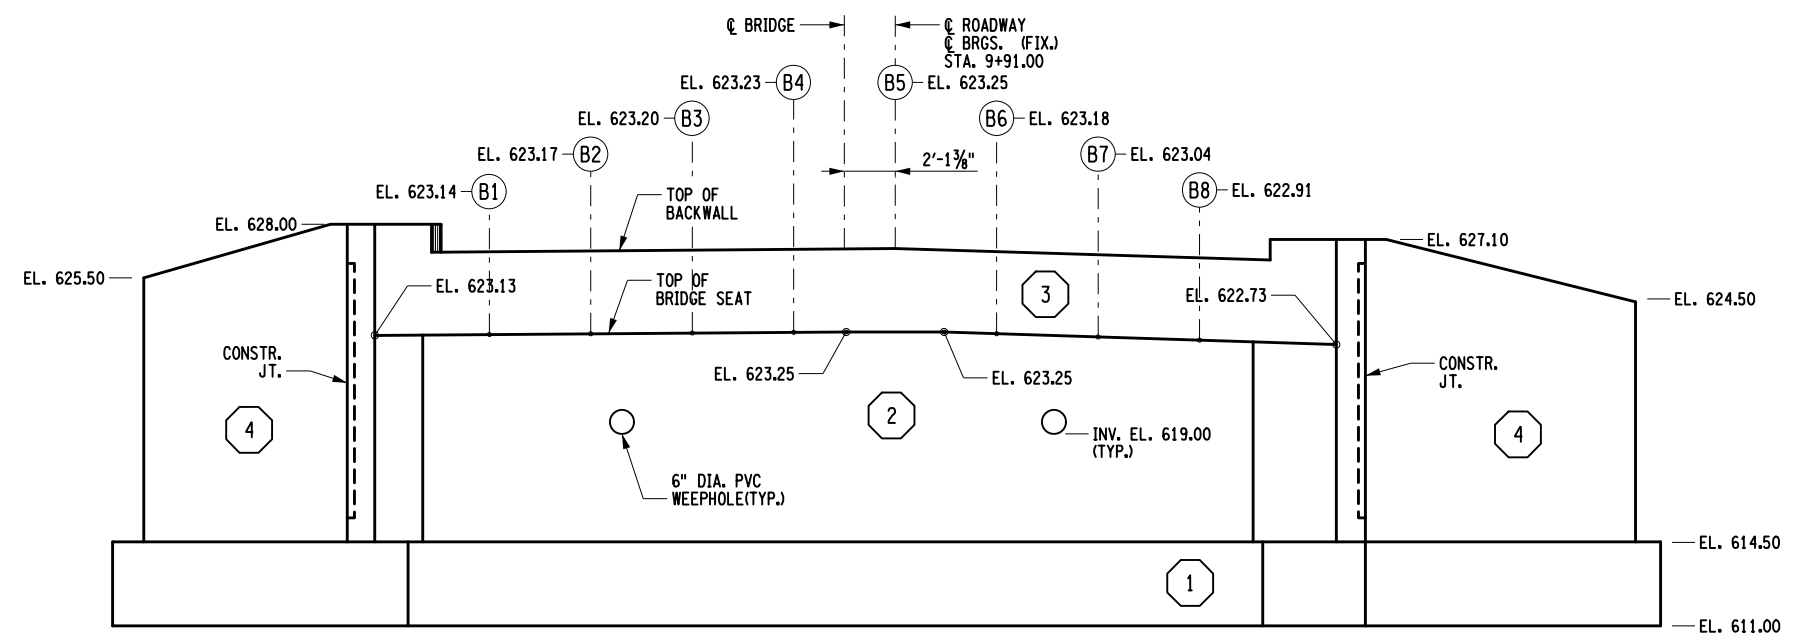 ℄ BRIDGE
℄ ROADWAY
℄ BRGS. (FIX.)
STA. 9+91.00
EL. 623.23
B4
B5
EL. 623.25
EL. 623.20
B3
B6
EL. 623.18
EL. 623.17
B2
2'-1⅜"
B7
EL. 623.04
EL. 623.14
B1
TOP OF
BACKWALL
B8
EL. 622.91
EL. 628.00
EL. 627.10
EL. 625.50
EL. 623.13
TOP OF
BRIDGE SEAT
3
EL. 622.73
EL. 624.50
CONSTR.
JT.
EL. 623.25
EL. 623.25
CONSTR.
JT.
4
2
4
INV. EL. 619.00
(TYP.)
6" DIA. PVC
WEEPHOLE(TYP.)
EL. 614.50
1
EL. 611.00